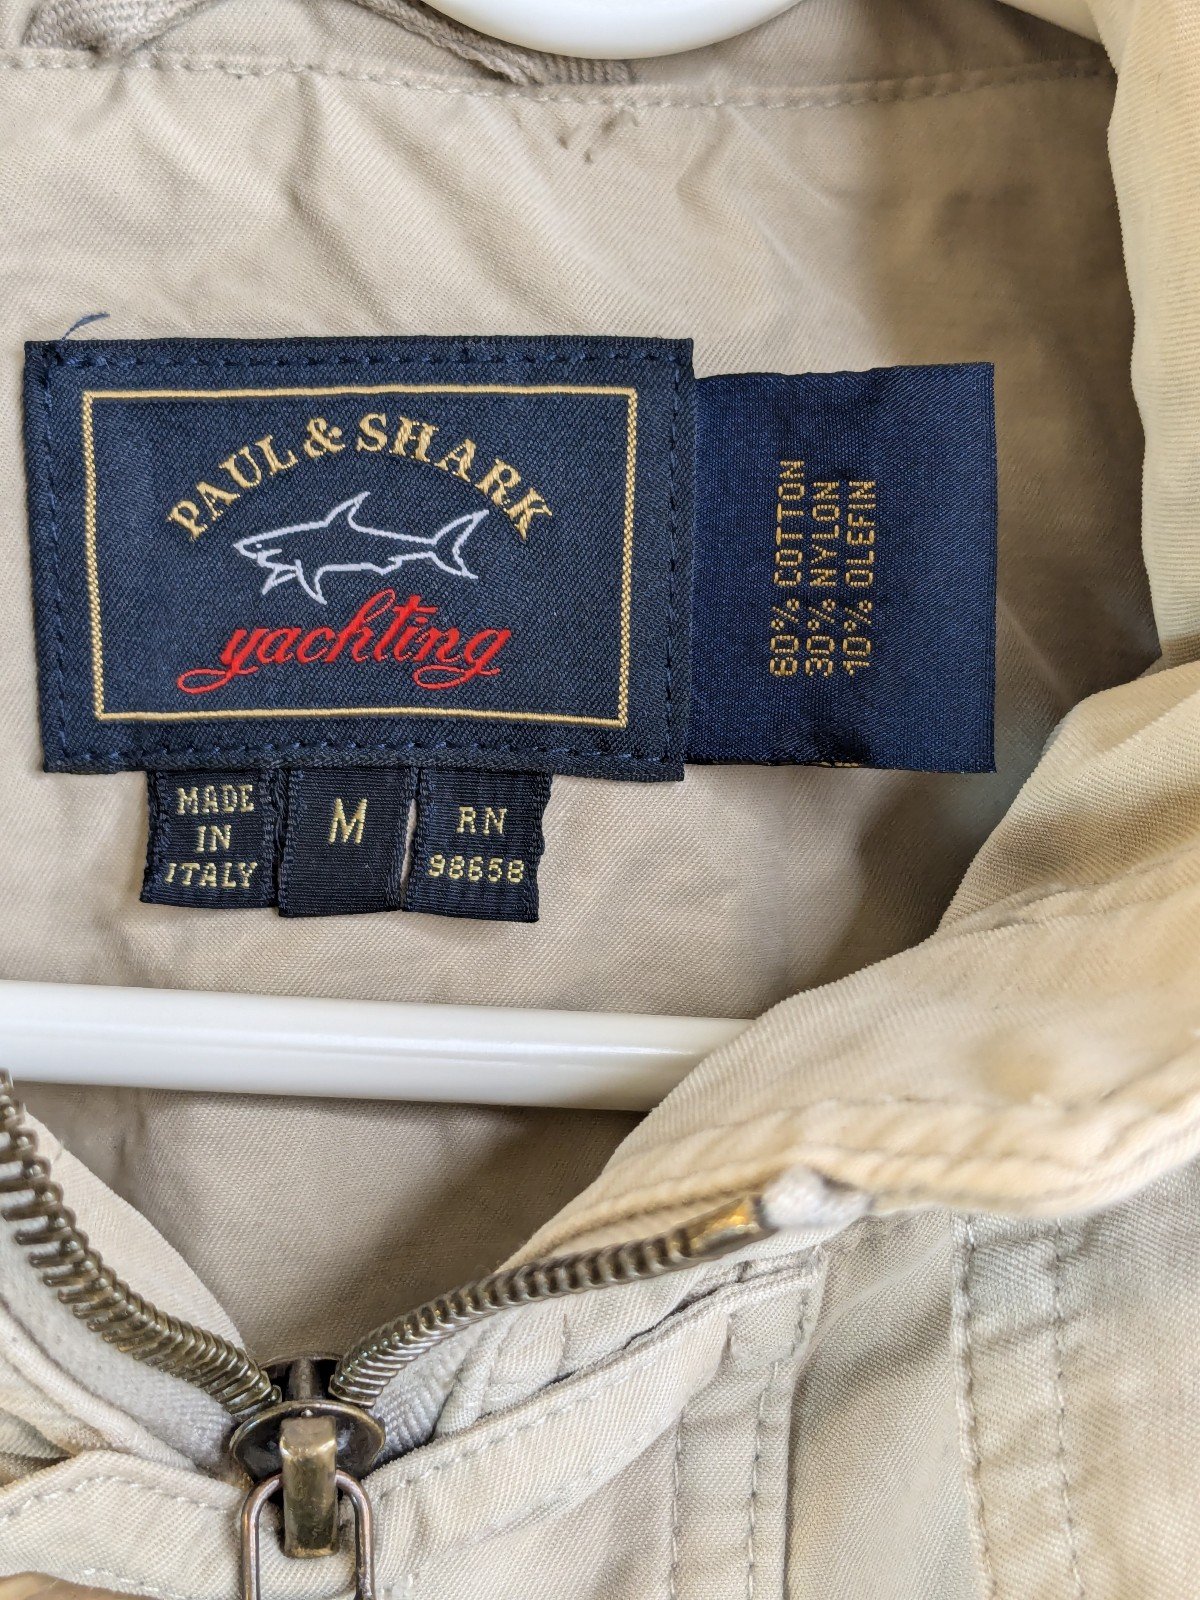 PAUL & SHARK
yachting
MADE
IN
ITALY
M
RN
98658
60% COTTON
30% NYLON
10% OLEFIN